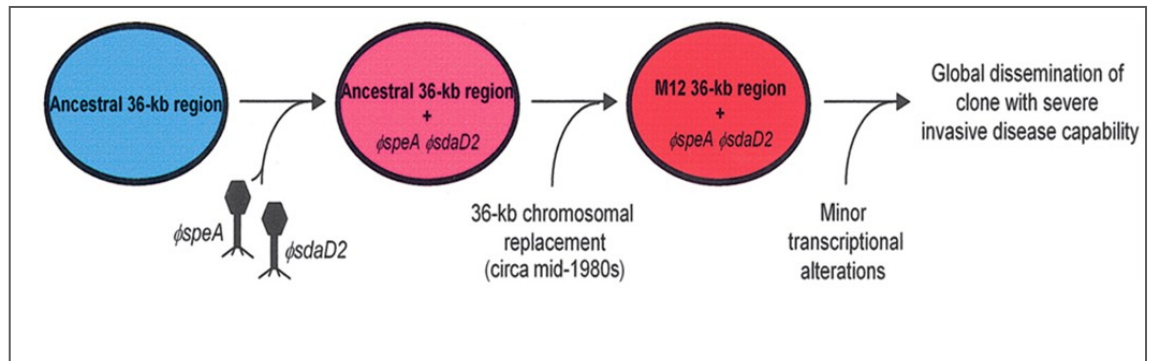 Ancestral 36-kb region
Ancestral 36-kb region
+
ϕspeA ϕsdaD2
M12 36-kb region
+
ϕspeA ϕsdaD2
Global dissemination of
clone with severe
invasive disease capability
ϕspeA
ϕsdaD2
36-kb chromosomal
replacement
(circa mid-1980s)
Minor
transcriptional
alterations